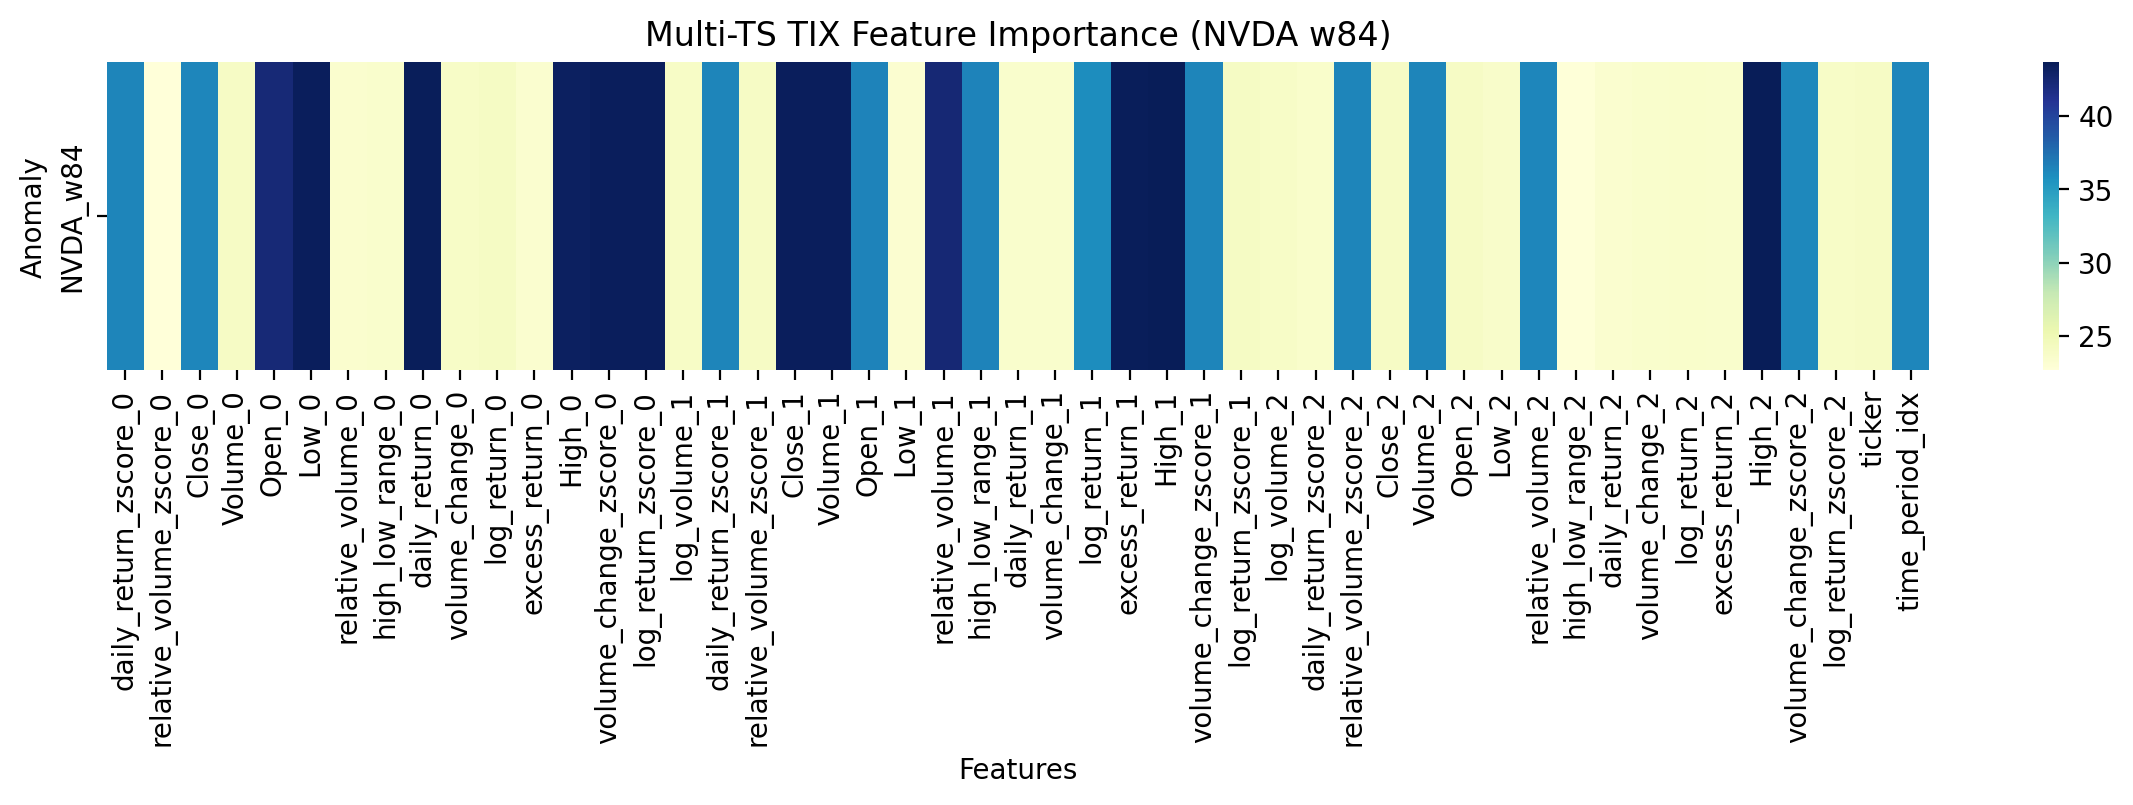 Multi-TS TIX Feature Importance (NVDA w84)
Anomaly
NVDA_w84
40
35
30
25
daily_return_zscore_0
relative_volume_zscore_0
Close_0
Volume_0
Open_0
Low_0
relative_volume_0
high_low_range_0
daily_return_0
volume_change_0
log_return_0
excess_return_0
High_0
volume_change_zscore_0
log_return_zscore_0
log_volume_1
daily_return_zscore_1
relative_volume_zscore_1
Close_1
Volume_1
Open_1
Low_1
relative_volume_1
high_low_range_1
daily_return_1
volume_change_1
log_return_1
excess_return_1
High_1
volume_change_zscore_1
log_return_zscore_1
log_volume_2
daily_return_zscore_2
relative_volume_zscore_2
Close_2
Volume_2
Open_2
Low_2
relative_volume_2
high_low_range_2
daily_return_2
volume_change_2
log_return_2
excess_return_2
High_2
volume_change_zscore_2
log_return_zscore_2
ticker
time_period_idx
Features